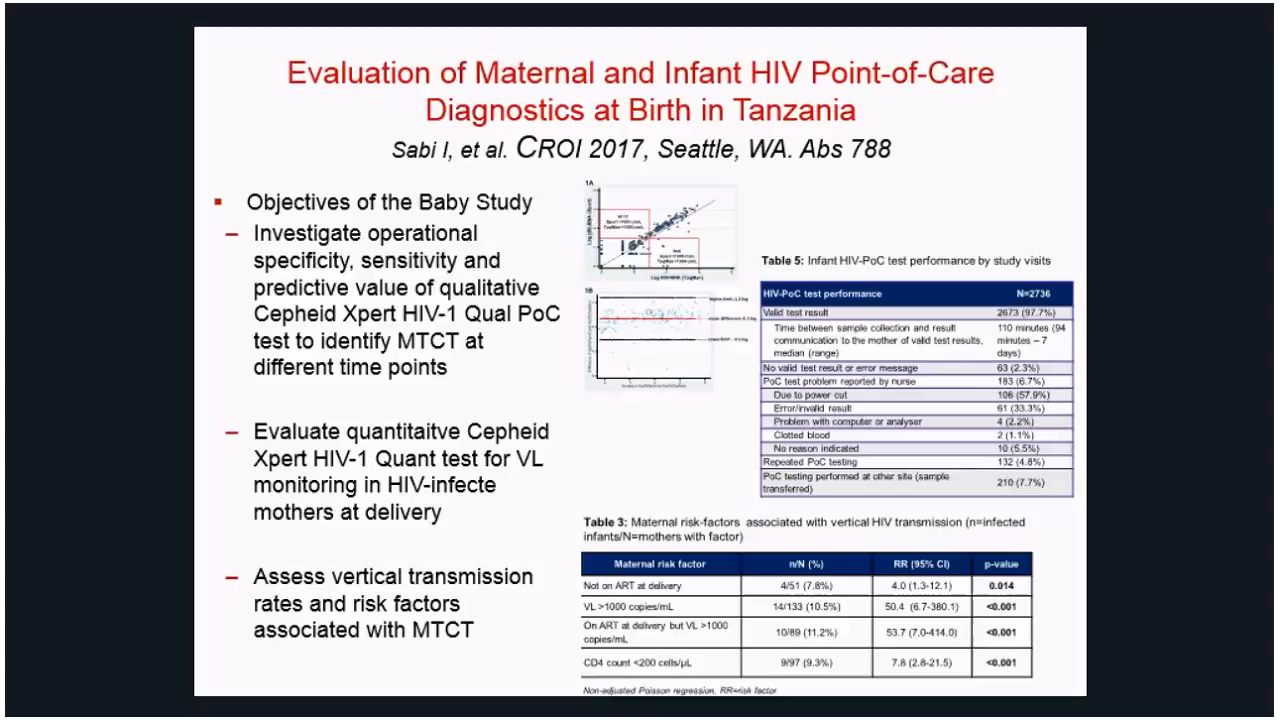 Evaluation of Maternal and Infant HIV Point-of-Care
Diagnostics at Birth in Tanzania
Sabi I, et al. CROI 2017, Seattle, WA. Abs 788
▪ Objectives of the Baby Study
– Investigate operational
specificity, sensitivity and
predictive value of qualitative
Cepheid Xpert HIV-1 Qual PoC
test to identify MTCT at
different time points
– Evaluate quantitaitve Cepheid
Xpert HIV-1 Quant test for VL
monitoring in HIV-infecte
mothers at delivery
– Assess vertical transmission
rates and risk factors
associated with MTCT
1A
1B
Table 5: Infant HIV-PoC test performance by study visits
HIV-PoC test performance N=2736
Valid test result 2673 (97.7%)
Time between sample collection and result 110 minutes (94
communication to the mother of valid test results, minutes – 7
median (range) days)
No valid test result or error message 63 (2.3%)
PoC test problem reported by nurse 183 (6.7%)
Due to power cut 106 (57.9%)
Error/invalid result 61 (33.3%)
Problem with computer or analyser 4 (2.2%)
Clotted blood 2 (1.1%)
No reason indicated 10 (5.5%)
Repeated PoC testing 132 (4.8%)
PoC testing performed at other site (sample
transferred) 210 (7.7%)
Table 3: Maternal risk-factors associated with vertical HIV transmission (n=infected
infants/N=mothers with factor)
Maternal risk factor n/N (%) RR (95% CI) p-value
Not on ART at delivery 4/51 (7.8%) 4.0 (1.3-12.1) 0.014
VL >1000 copies/mL 14/133 (10.5%) 50.4 (6.7-380.1) <0.001
On ART at delivery but VL >1000
copies/mL 10/89 (11.2%) 53.7 (7.0-414.0) <0.001
CD4 count <200 cells/µL 9/97 (9.3%) 7.8 (2.8-21.5) <0.001
Non-adjusted Poisson regression, RR=risk factor